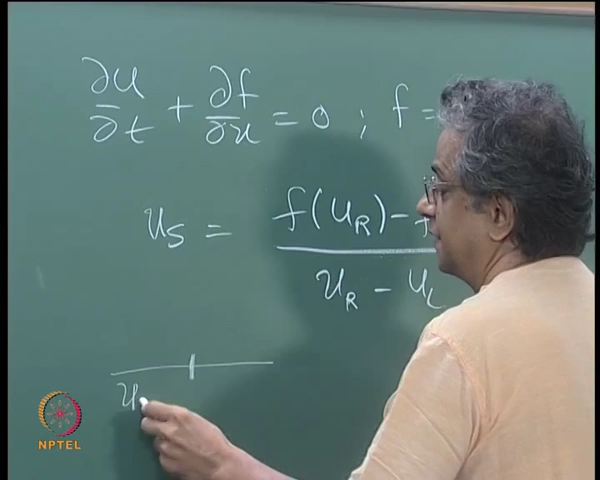 ∂u/∂t + ∂f/∂x = 0 ; f =
u_S = f(u_R) - / u_R - u_L
u
NPTEL